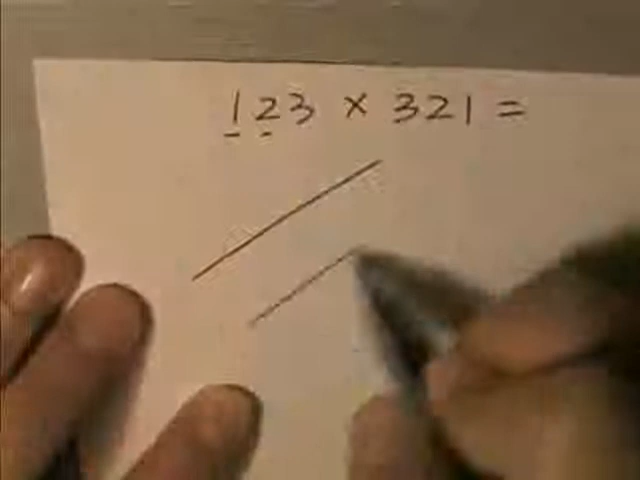 123 × 321 =